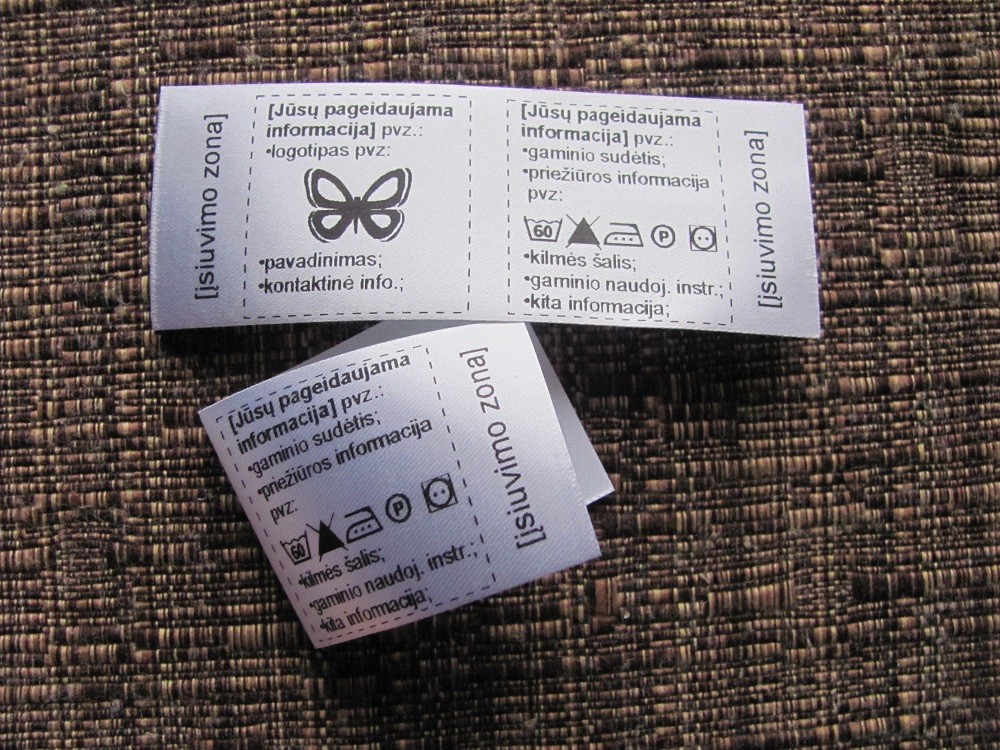 [įsiuvimo zona]
[Jūsų pageidaujama
informacija] pvz.:
•logotipas pvz:
•pavadinimas;
•kontaktinė info.;
[Jūsų pageidaujama
informacija] pvz.:
•gaminio sudėtis;
•priežiūros informacija
pvz:
60 P
•kilmės šalis;
•gaminio naudoj. instr.;
•kita informacija;
[įsiuvimo zona]
[Jūsų pageidaujama
informacija] pvz.:
•gaminio sudėtis;
•priežiūros informacija
pvz:
60 P
•kilmės šalis;
•gaminio naudoj. instr.;
•kita informacija;
[įsiuvimo zona]